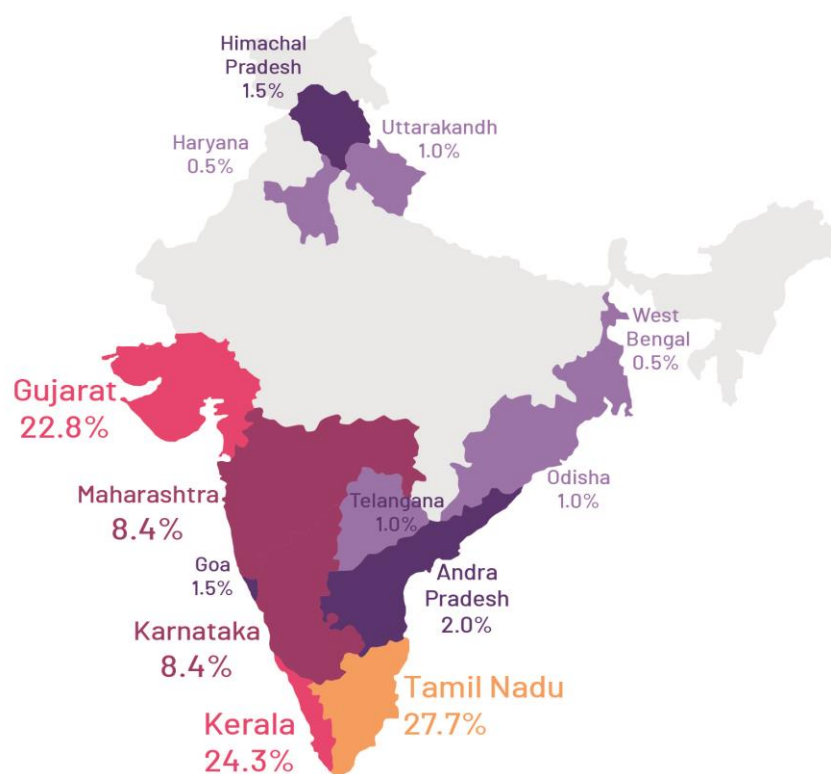 Himachal
Pradesh
1.5%
Uttarakandh
1.0%
Haryana
0.5%
West
Bengal
0.5%
Gujarat
22.8%
Maharashtra
8.4%
Telangana
1.0%
Odisha
1.0%
Goa
1.5%
Andra
Pradesh
2.0%
Karnataka
8.4%
Tamil Nadu
27.7%
Kerala
24.3%